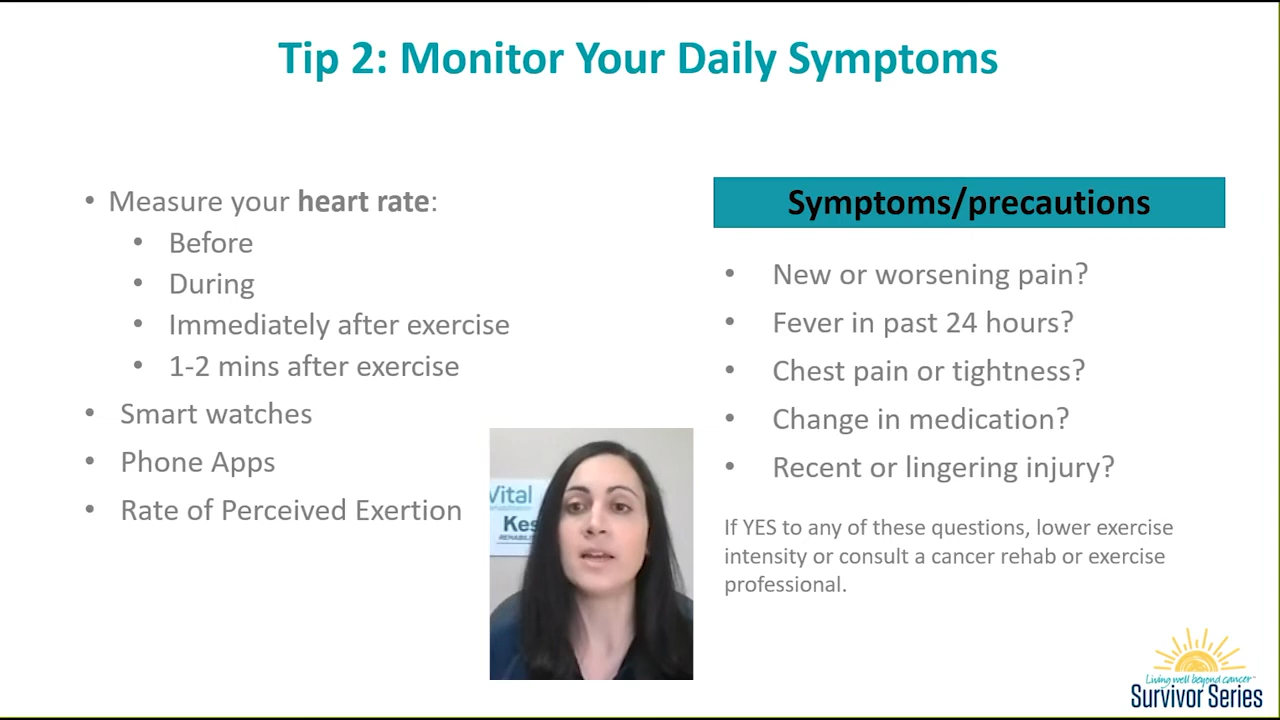 Tip 2: Monitor Your Daily Symptoms
• Measure your heart rate:
• Before
• During
• Immediately after exercise
• 1-2 mins after exercise
• Smart watches
• Phone Apps
• Rate of Perceived Exertion
Symptoms/precautions
• New or worsening pain?
• Fever in past 24 hours?
• Chest pain or tightness?
• Change in medication?
• Recent or lingering injury?
If YES to any of these questions, lower exercise
intensity or consult a cancer rehab or exercise
professional.
Vital
Kes
REHABILI
Living well beyond cancer
Survivor Series